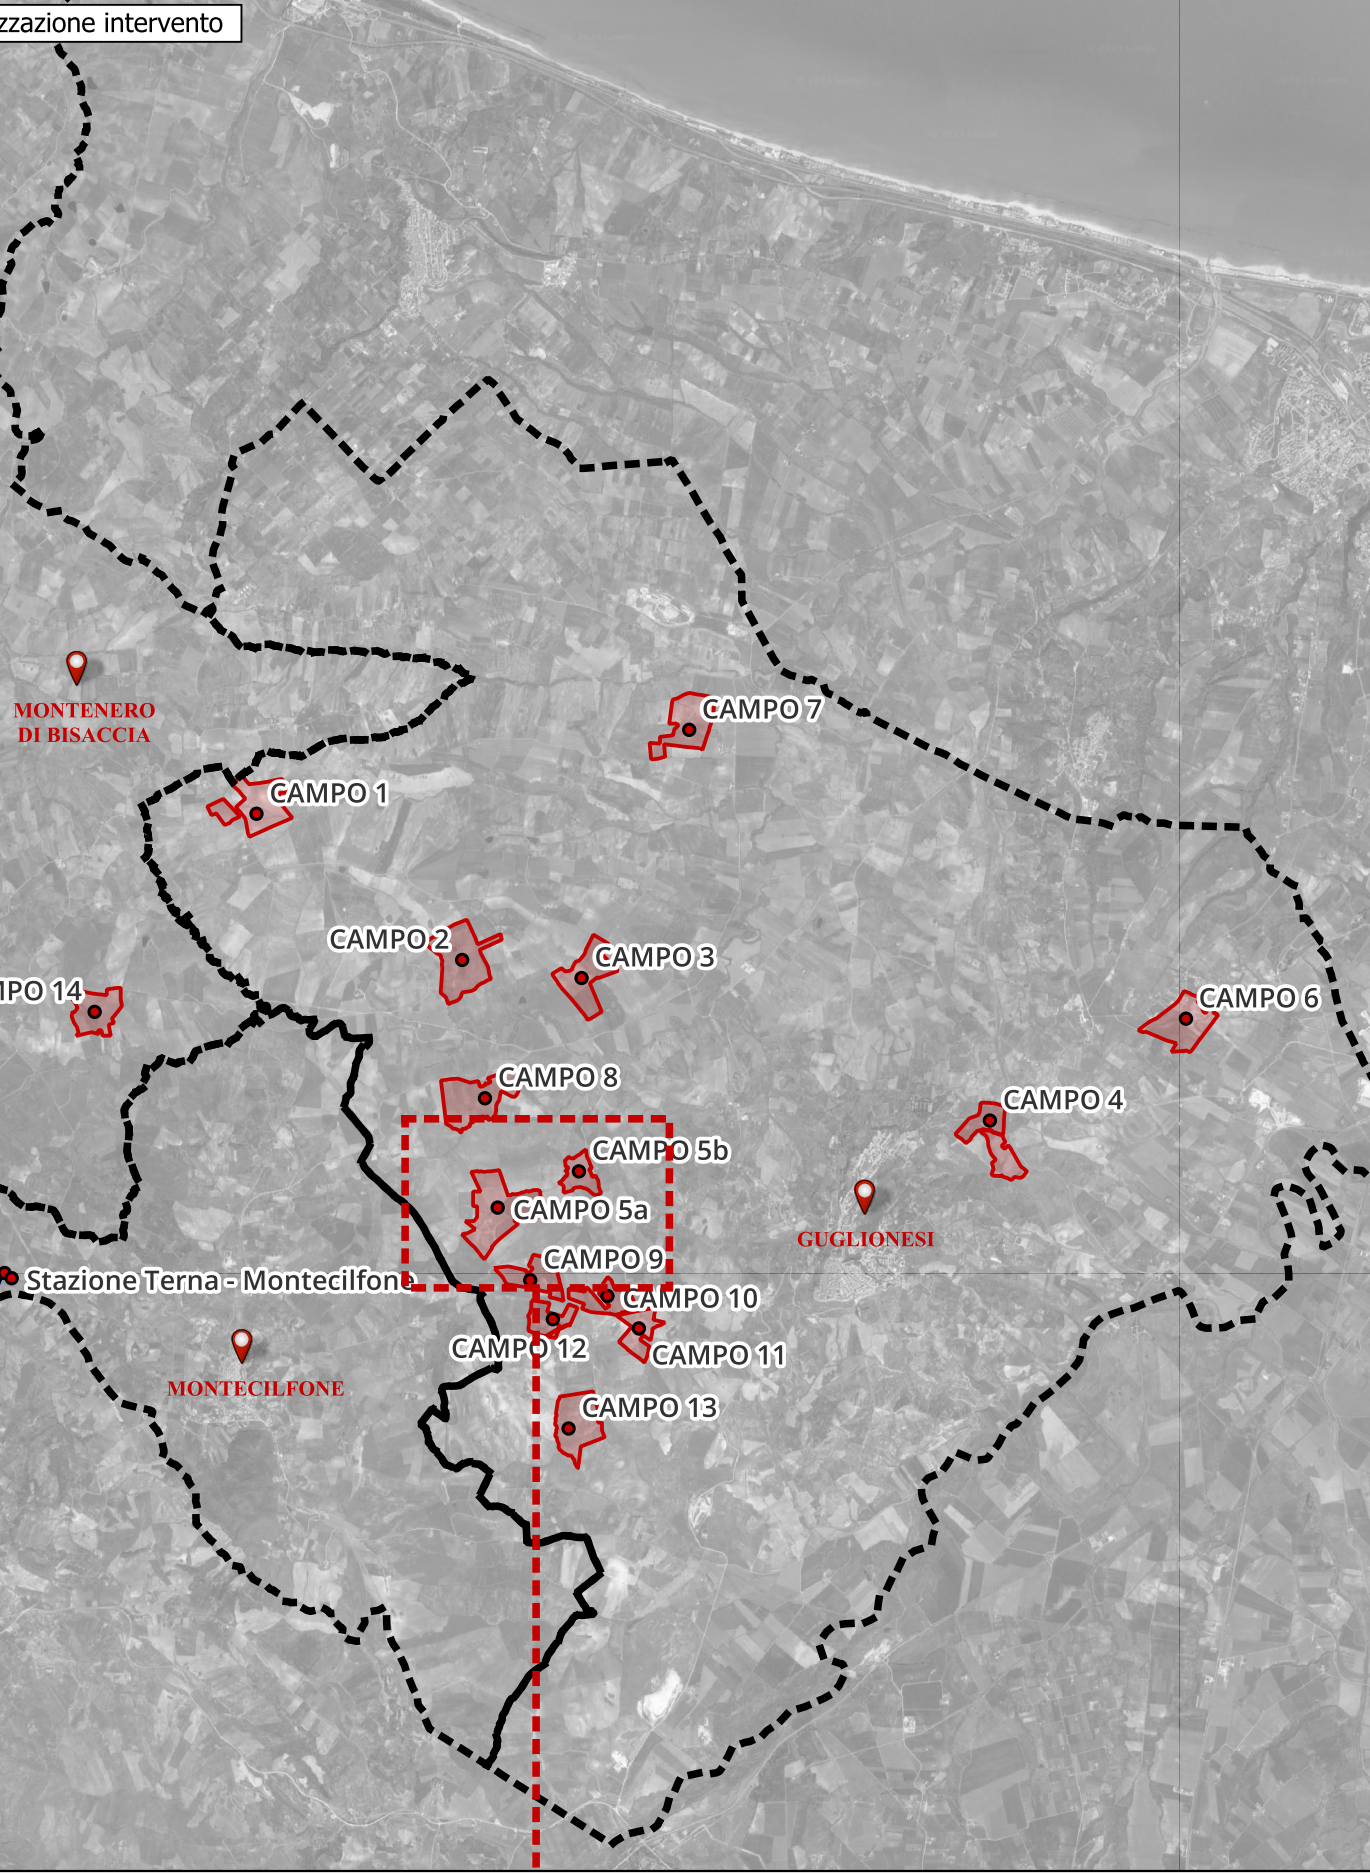 zzazione intervento
CAMPO 7
MONTENERO
DI BISACCIA
CAMPO 1
CAMPO 2
CAMPO 3
MPO 14
CAMPO 6
CAMPO 8
CAMPO 4
CAMPO 5b
CAMPO 5a
GUGLIONESI
CAMPO 9
Stazione Terna - Montecilfone
CAMPO 10
CAMPO 12
CAMPO 11
MONTECILFONE
CAMPO 13